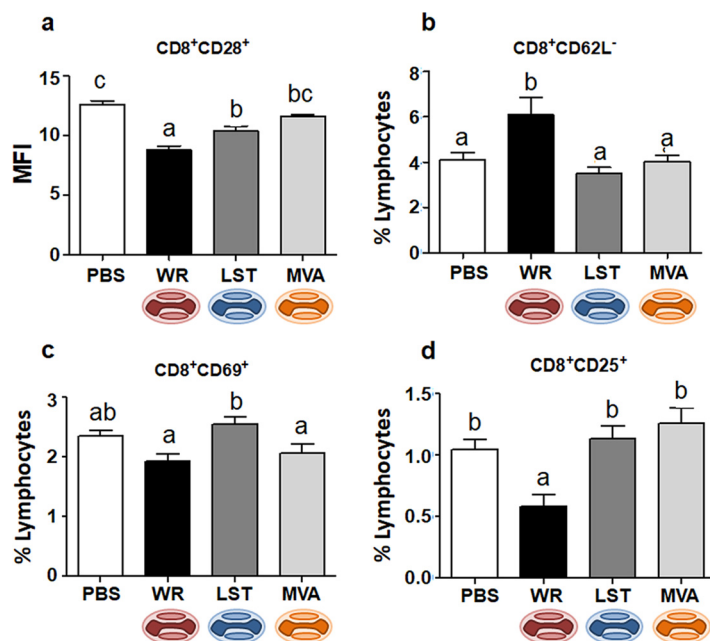 a
CD8⁺CD28⁺
MFI
15
10
5
0
c
a
b
bc
PBS WR LST MVA
b
CD8⁺CD62L⁻
% Lymphocytes
8
6
4
2
0
a
b
a
a
PBS WR LST MVA
c
CD8⁺CD69⁺
% Lymphocytes
3
2
1
0
ab
a
b
a
PBS WR LST MVA
d
CD8⁺CD25⁺
% Lymphocytes
1.5
1.0
0.5
0.0
b
a
b
b
PBS WR LST MVA